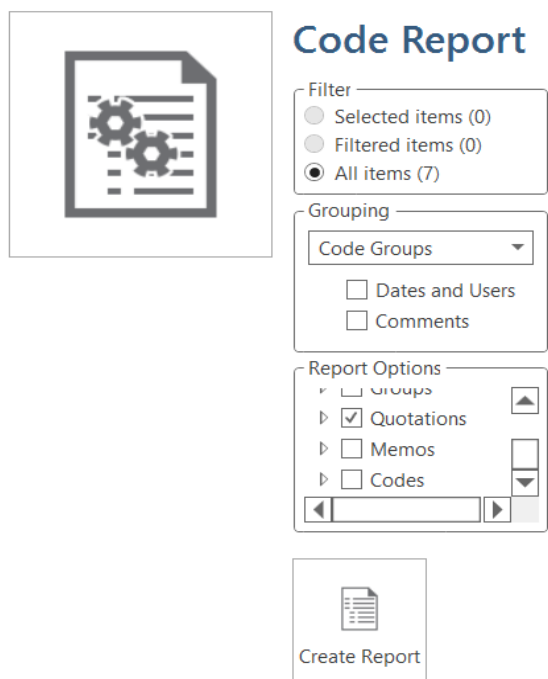 Code Report
Filter
Selected items (0)
Filtered items (0)
All items (7)
Grouping
Code Groups
Dates and Users
Comments
Report Options
Groups
Quotations
Memos
Codes
Create Report